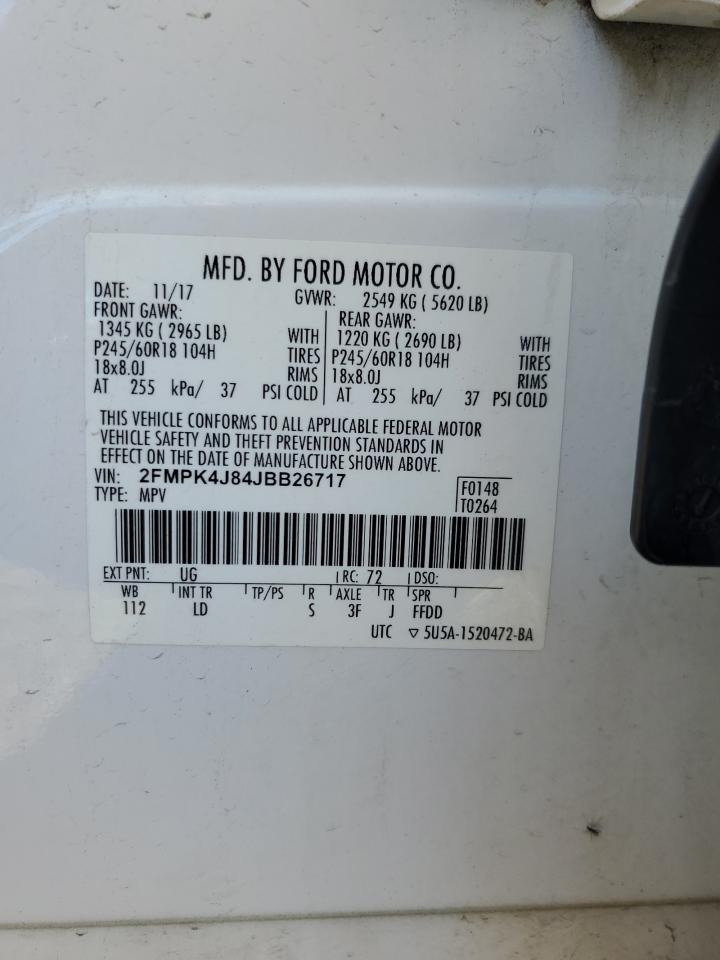 MFD. BY FORD MOTOR CO.
DATE: 11/17 GVWR: 2549 KG ( 5620 LB)
FRONT GAWR: REAR GAWR:
1345 KG ( 2965 LB) WITH 1220 KG ( 2690 LB) WITH
P245/60R18 104H TIRES P245/60R18 104H TIRES
18x8.0J RIMS 18x8.0J RIMS
AT 255 kPa/ 37 PSI COLD AT 255 kPa/ 37 PSI COLD
THIS VEHICLE CONFORMS TO ALL APPLICABLE FEDERAL MOTOR
VEHICLE SAFETY AND THEFT PREVENTION STANDARDS IN
EFFECT ON THE DATE OF MANUFACTURE SHOWN ABOVE.
VIN: 2FMPK4J84JBB26717
TYPE: MPV
F0148
T0264
EXT PNT: UG RC: 72 DSO:
WB INT TR TP/PS R AXLE TR SPR
112 LD S 3F J FFDD
UTC ▽ 5U5A-1520472-BA